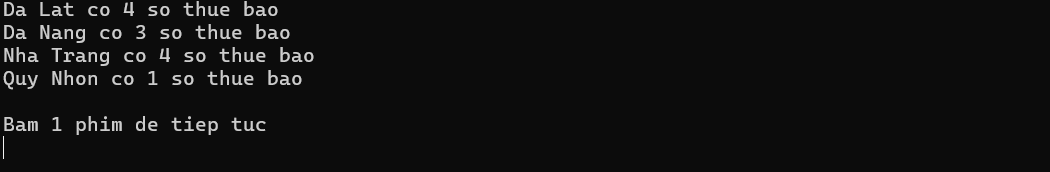 Da Lat co 4 so thue bao
Da Nang co 3 so thue bao
Nha Trang co 4 so thue bao
Quy Nhon co 1 so thue bao
Bam 1 phim de tiep tuc